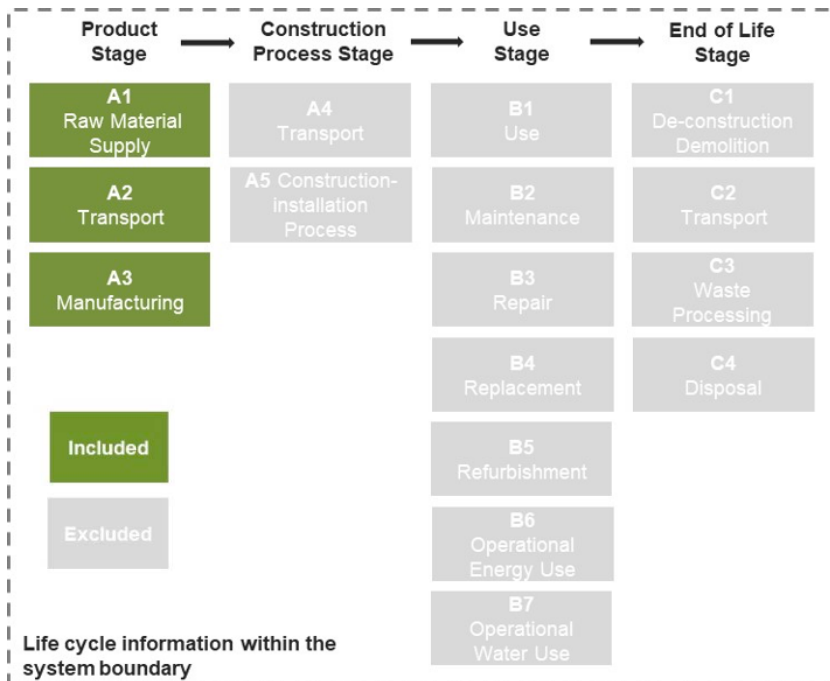 Product
Stage
Construction
Process Stage
Use
Stage
End of Life
Stage
A1
Raw Material
Supply
A2
Transport
A3
Manufacturing
A4
Transport
A5 Construction-
installation
Process
B1
Use
B2
Maintenance
B3
Repair
B4
Replacement
B5
Refurbishment
B6
Operational
Energy Use
B7
Operational
Water Use
C1
De-construction
Demolition
C2
Transport
C3
Waste
Processing
C4
Disposal
Included
Excluded
Life cycle information within the
system boundary